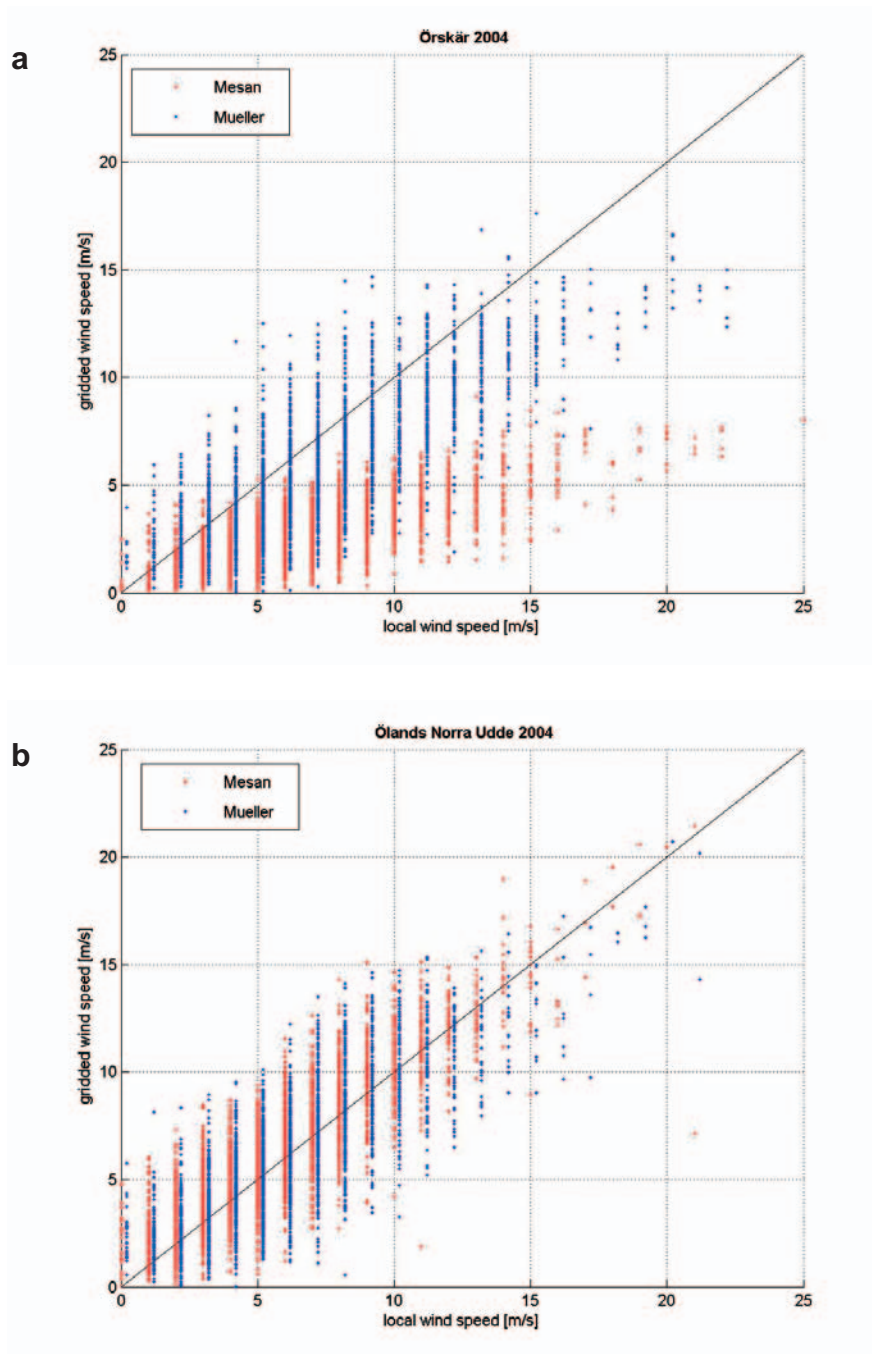 a
Örskär 2004
25
20
15
10
5
0
Mesan
Mueller
gridded wind speed [m/s]
0 5 10 15 20 25
local wind speed [m/s]
b
Ölands Norra Udde 2004
25
20
15
10
5
0
Mesan
Mueller
gridded wind speed [m/s]
0 5 10 15 20 25
local wind speed [m/s]